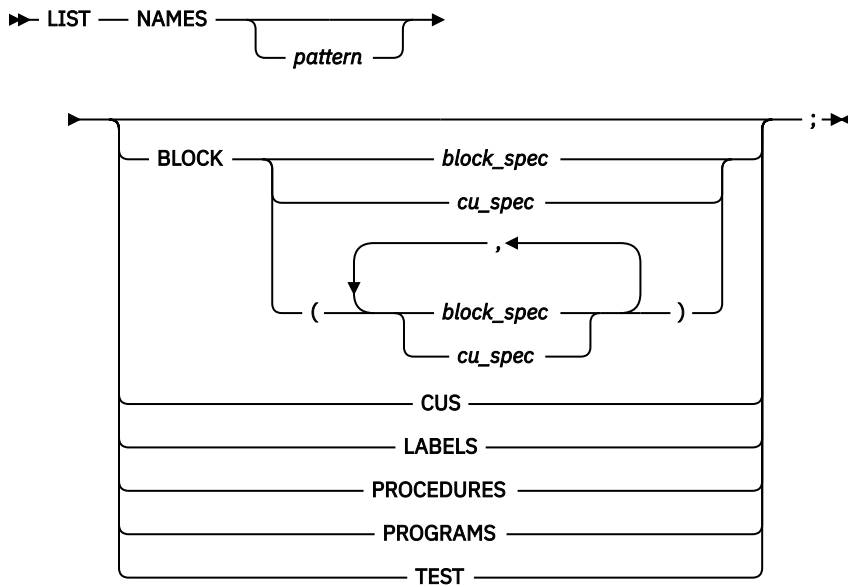 LIST NAMES
pattern
;
BLOCK block_spec
cu_spec
,
( block_spec )
cu_spec
CUS
LABELS
PROCEDURES
PROGRAMS
TEST